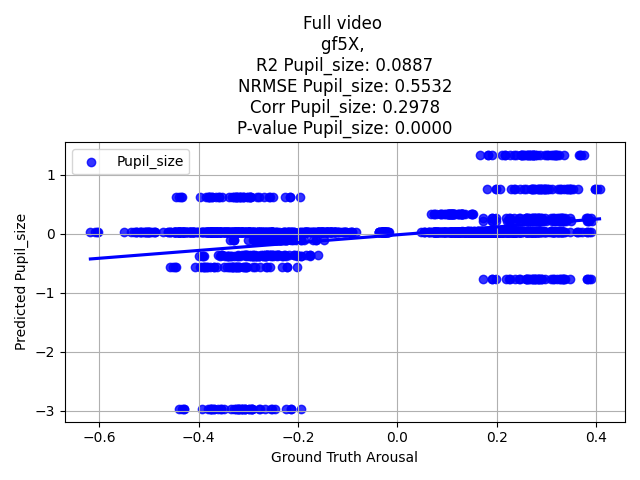 Full video
gf5X,
R2 Pupil_size: 0.0887
NRMSE Pupil_size: 0.5532
Corr Pupil_size: 0.2978
P-value Pupil_size: 0.0000
Pupil_size
1
0
−1
−2
−3
Predicted Pupil_size
−0.6
−0.4
−0.2
0.0
0.2
0.4
Ground Truth Arousal